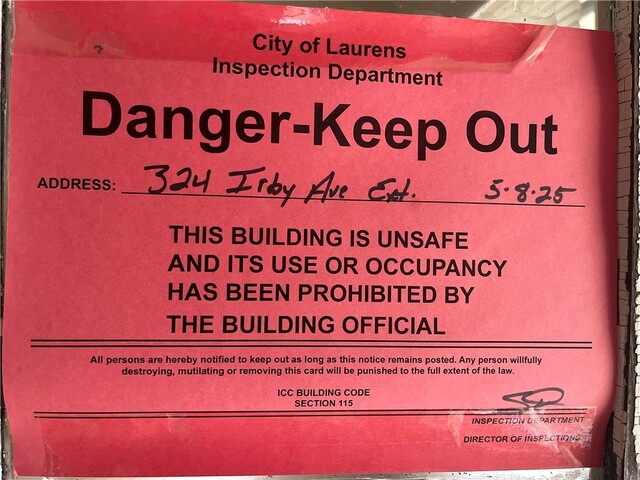 City of Laurens
Inspection Department
Danger-Keep Out
ADDRESS: 324 Irby Ave Ext. 5-8-25
THIS BUILDING IS UNSAFE
AND ITS USE OR OCCUPANCY
HAS BEEN PROHIBITED BY
THE BUILDING OFFICIAL
All persons are hereby notified to keep out as long as this notice remains posted. Any person willfully
destroying, mutilating or removing this card will be punished to the full extent of the law.
ICC BUILDING CODE
SECTION 115
INSPECTION DEPARTMENT
DIRECTOR OF INSPECTIONS